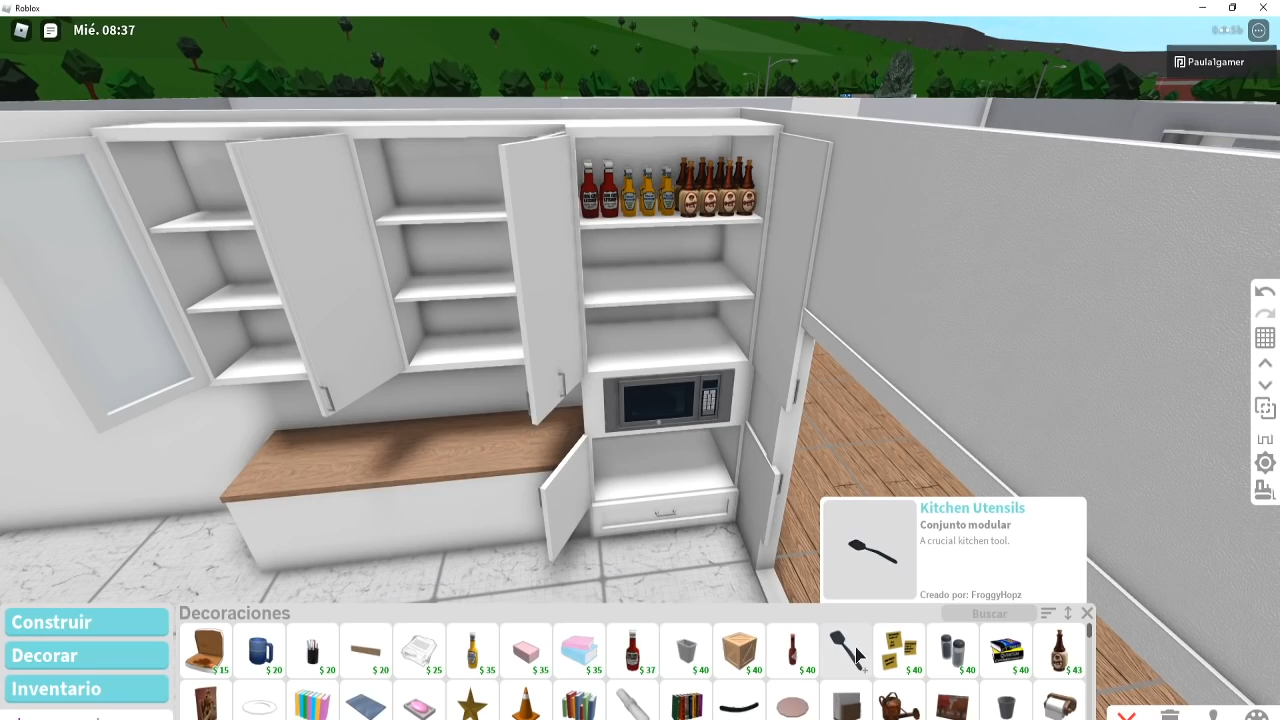 Roblox
Mié. 08:37
Paula1gamer
Kitchen Utensils
Conjunto modular
A crucial kitchen tool.
Creado por: FroggyHopz
Construir
Decorar
Inventario
Decoraciones
Buscar
$ 15
$ 20
$ 20
$ 20
$ 25
$ 35
$ 35
$ 35
$ 37
$ 40
$ 40
$ 40
$ 40
$ 40
$ 40
$ 43